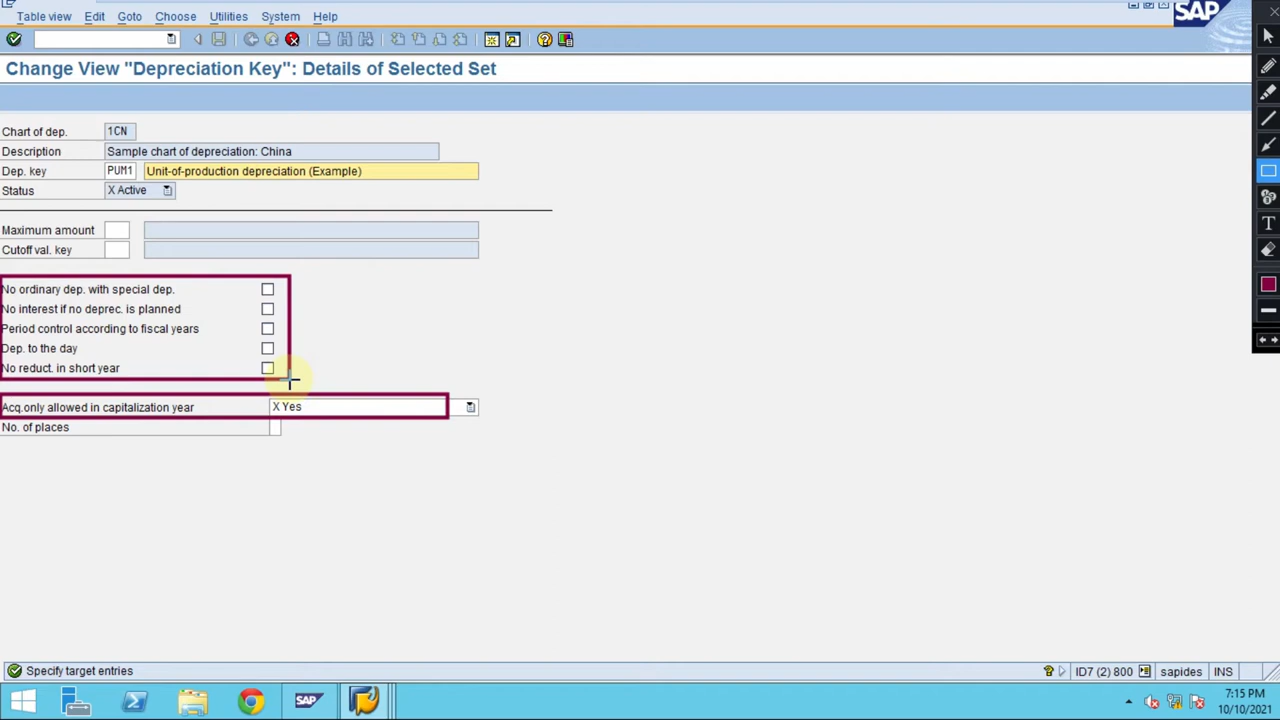 Table view Edit Goto Choose Utilities System Help
SAP
Change View "Depreciation Key": Details of Selected Set
Chart of dep. 1CN
Description Sample chart of depreciation: China
Dep. key PUM1 Unit-of-production depreciation (Example)
Status X Active
Maximum amount
Cutoff val. key
No ordinary dep. with special dep.
No interest if no deprec. is planned
Period control according to fiscal years
Dep. to the day
No reduct. in short year
Acq.only allowed in capitalization year X Yes
No. of places
Specify target entries
ID7 (2) 800 sapides INS
SAP
7:15 PM
10/10/2021